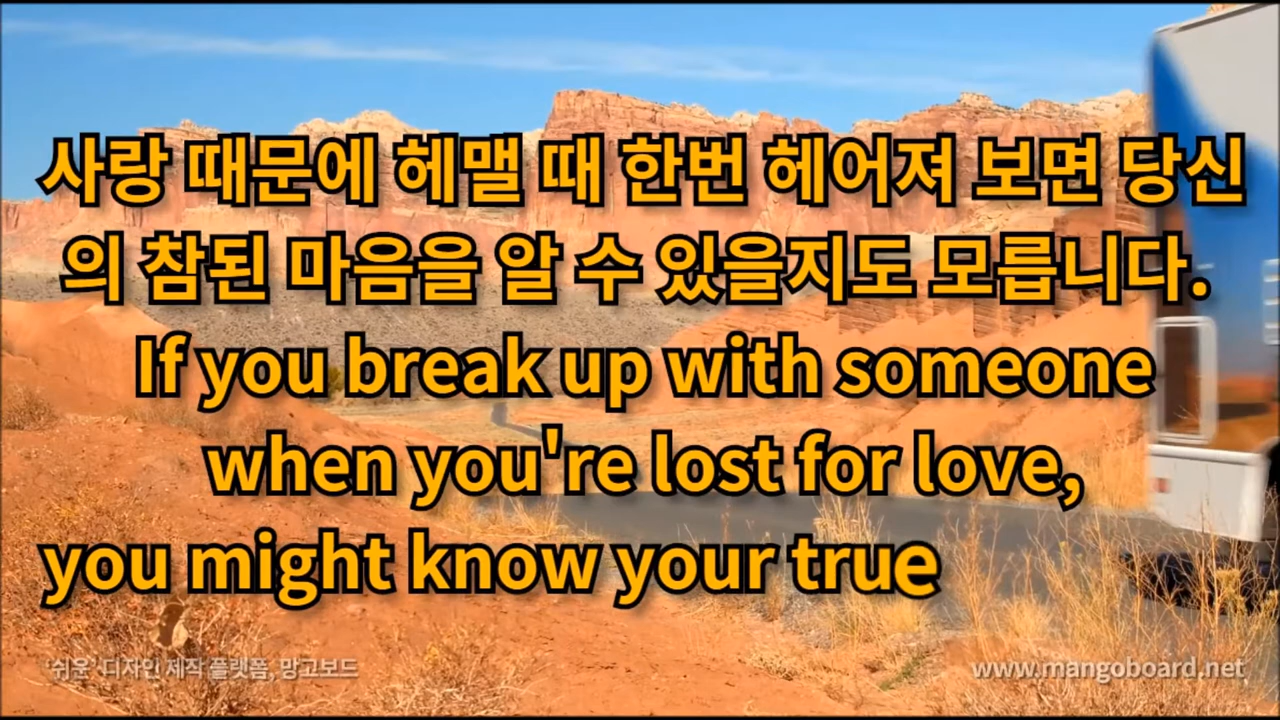 사랑 때문에 헤맬 때 한번 헤어져 보면 당신
의 참된 마음을 알 수 있을지도 모릅니다.
If you break up with someone
when you're lost for love,
you might know your true
'쉬운' 디자인 제작 플랫폼, 망고보드
www.mangoboard.net